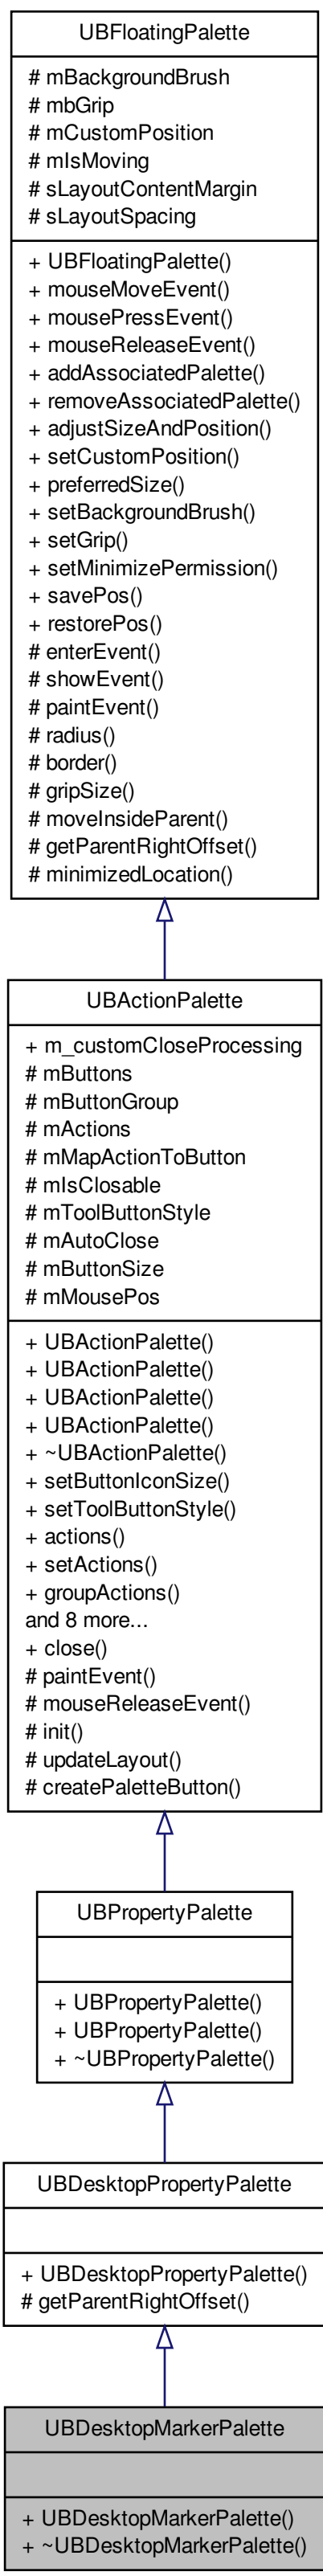 UBFloatingPalette
# mBackgroundBrush
# mbGrip
# mCustomPosition
# mIsMoving
# sLayoutContentMargin
# sLayoutSpacing
+ UBFloatingPalette()
+ mouseMoveEvent()
+ mousePressEvent()
+ mouseReleaseEvent()
+ addAssociatedPalette()
+ removeAssociatedPalette()
+ adjustSizeAndPosition()
+ setCustomPosition()
+ preferredSize()
+ setBackgroundBrush()
+ setGrip()
+ setMinimizePermission()
+ savePos()
+ restorePos()
# enterEvent()
# showEvent()
# paintEvent()
# radius()
# border()
# gripSize()
# moveInsideParent()
# getParentRightOffset()
# minimizedLocation()
UBActionPalette
+ m_customCloseProcessing
# mButtons
# mButtonGroup
# mActions
# mMapActionToButton
# mIsClosable
# mToolButtonStyle
# mAutoClose
# mButtonSize
# mMousePos
+ UBActionPalette()
+ UBActionPalette()
+ UBActionPalette()
+ UBActionPalette()
+ ~UBActionPalette()
+ setButtonIconSize()
+ setToolButtonStyle()
+ actions()
+ setActions()
+ groupActions()
and 8 more...
+ close()
# paintEvent()
# mouseReleaseEvent()
# init()
# updateLayout()
# createPaletteButton()
UBPropertyPalette
+ UBPropertyPalette()
+ UBPropertyPalette()
+ ~UBPropertyPalette()
UBDesktopPropertyPalette
+ UBDesktopPropertyPalette()
# getParentRightOffset()
UBDesktopMarkerPalette
+ UBDesktopMarkerPalette()
+ ~UBDesktopMarkerPalette()